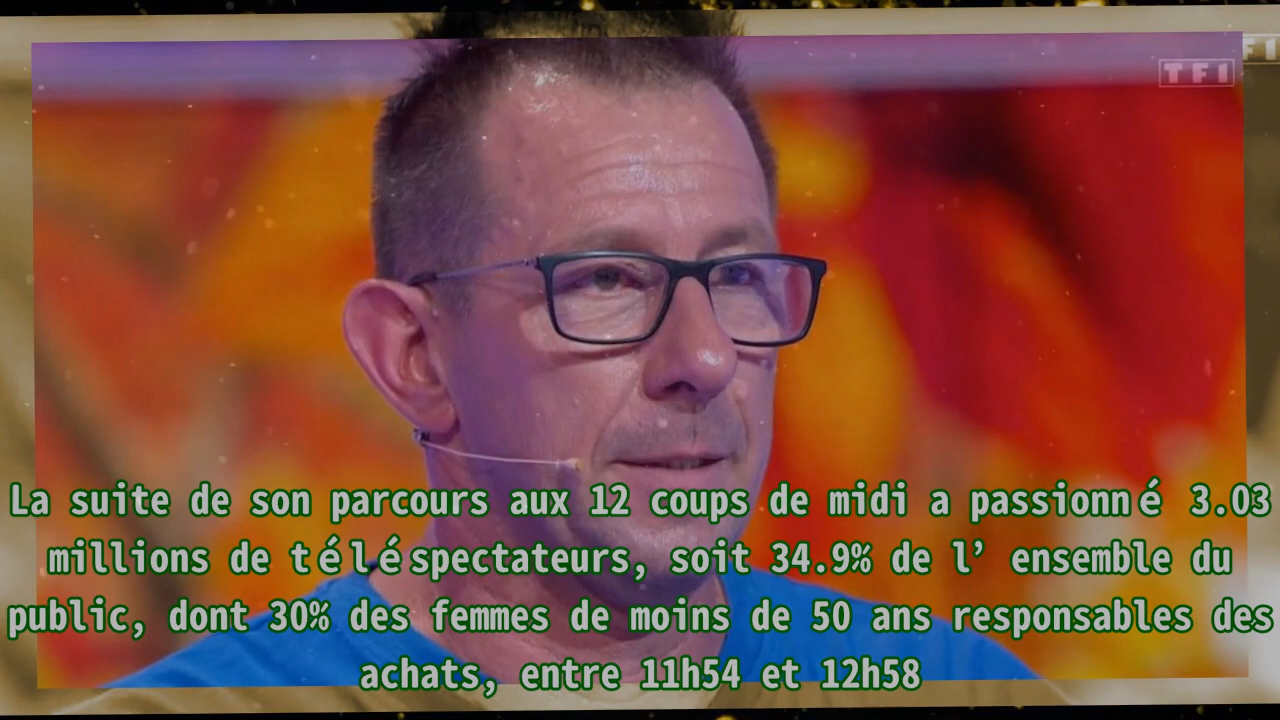 TF1
F1
La suite de son parcours aux 12 coups de midi a passionné 3.03
millions de téléspectateurs, soit 34.9% de l’ ensemble du
public, dont 30% des femmes de moins de 50 ans responsables des
achats, entre 11h54 et 12h58